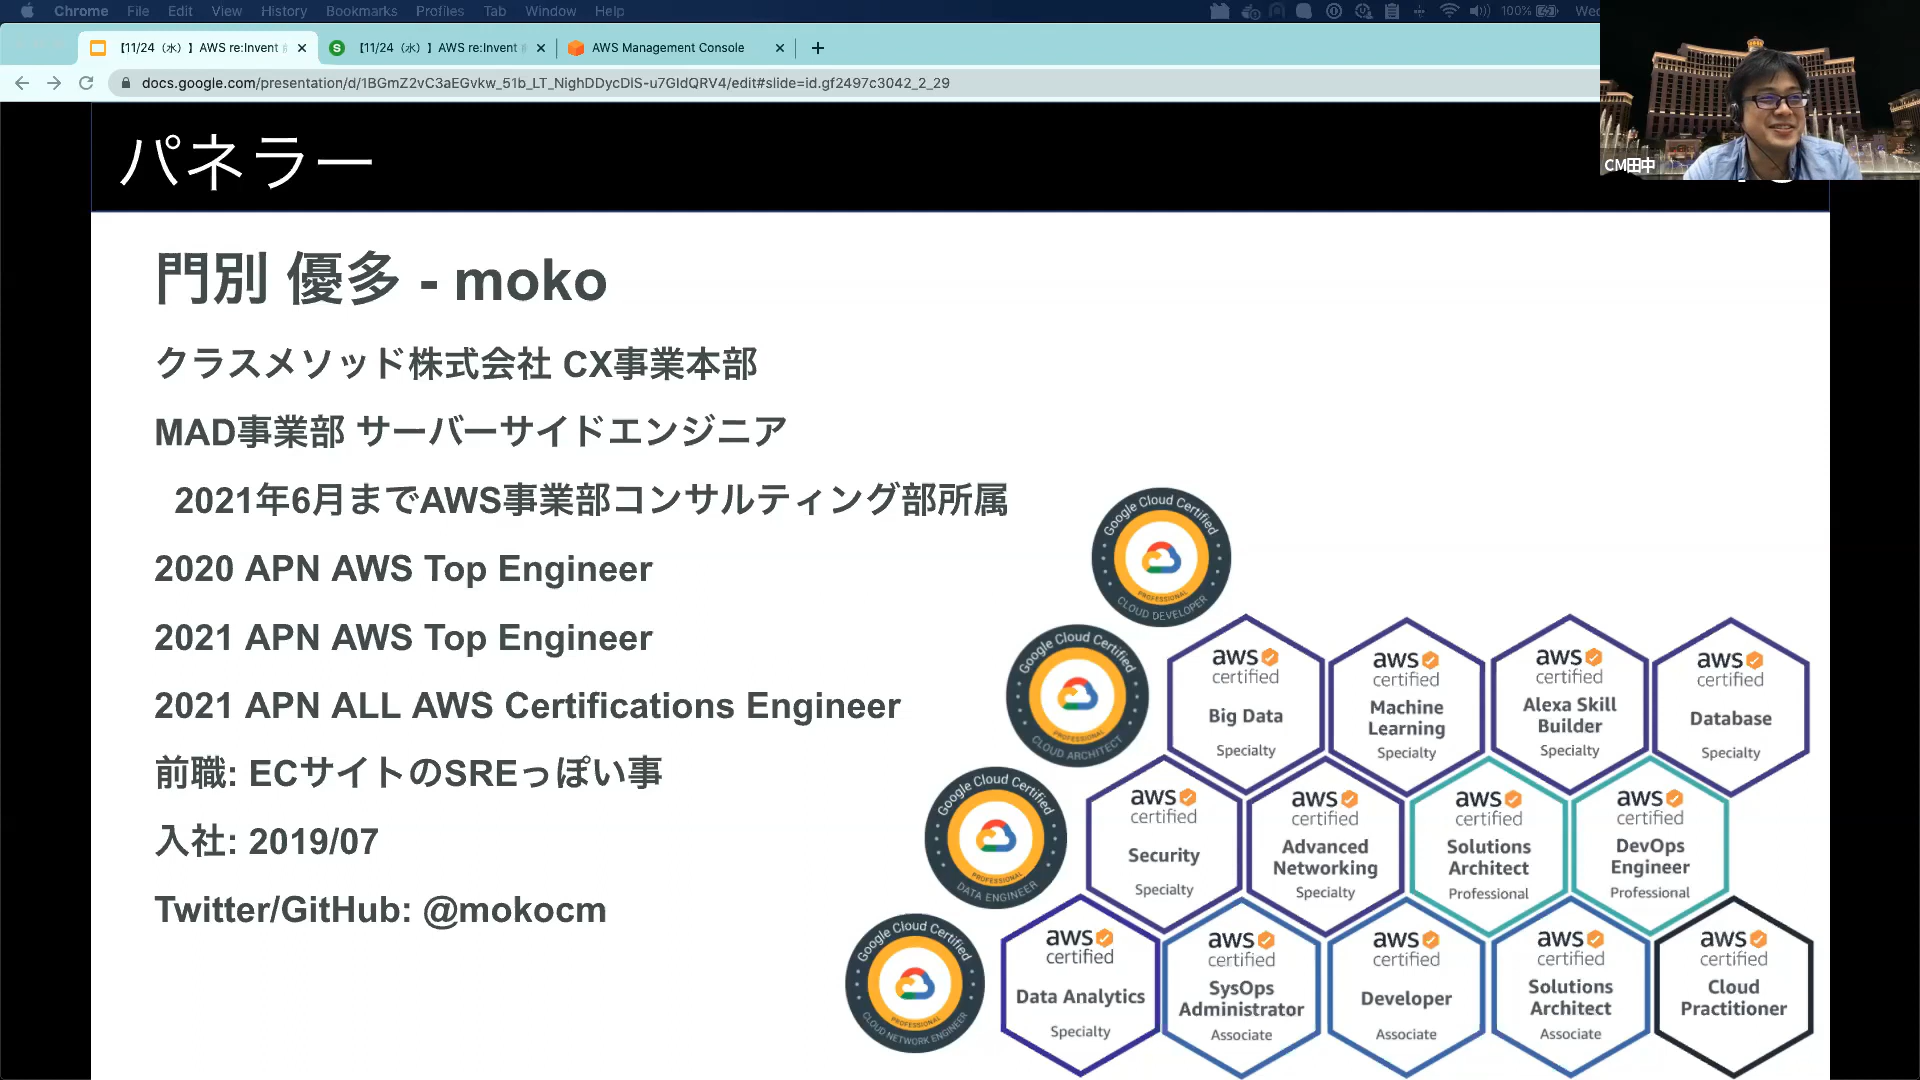 Chrome File Edit パネル History Bookmarks Profiles Tab Window Help
100%
【11/24（水）】AWS re:Invent
【11/24（水）】AWS re:Invent
AWS Management Console
docs.google.com/presentation/d/1BGmZ2vC3aEGvkw_51b_LT_NighDDycDlS-u7GIdQRV4/edit#slide=id.gf2497c3042_2_29
CM田中
パネラー
門別 優多 - moko
クラスメソッド株式会社 CX事業本部
MAD事業部 サーバーサイドエンジニア
2021年6月までAWS事業部コンサルティング部所属
2020 APN AWS Top Engineer
2021 APN AWS Top Engineer
2021 APN ALL AWS Certifications Engineer
前職: ECサイトのSREっぽい事
入社: 2019/07
Twitter/GitHub: @mokocm
Google Cloud Certified
PROFESSIONAL
CLOUD DEVELOPER
Google Cloud Certified
PROFESSIONAL
CLOUD ARCHITECT
aws certified
Big Data
Specialty
aws certified
Machine Learning
Specialty
aws certified
Alexa Skill Builder
Specialty
aws certified
Database
Specialty
Google Cloud Certified
PROFESSIONAL
DATA ENGINEER
aws certified
Security
Specialty
aws certified
Advanced Networking
Specialty
aws certified
Solutions Architect
Professional
aws certified
DevOps Engineer
Professional
Google Cloud Certified
PROFESSIONAL
CLOUD NETWORK ENGINEER
aws certified
Data Analytics
Specialty
aws certified
SysOps Administrator
Associate
aws certified
Developer
Associate
aws certified
Solutions Architect
Associate
aws certified
Cloud Practitioner